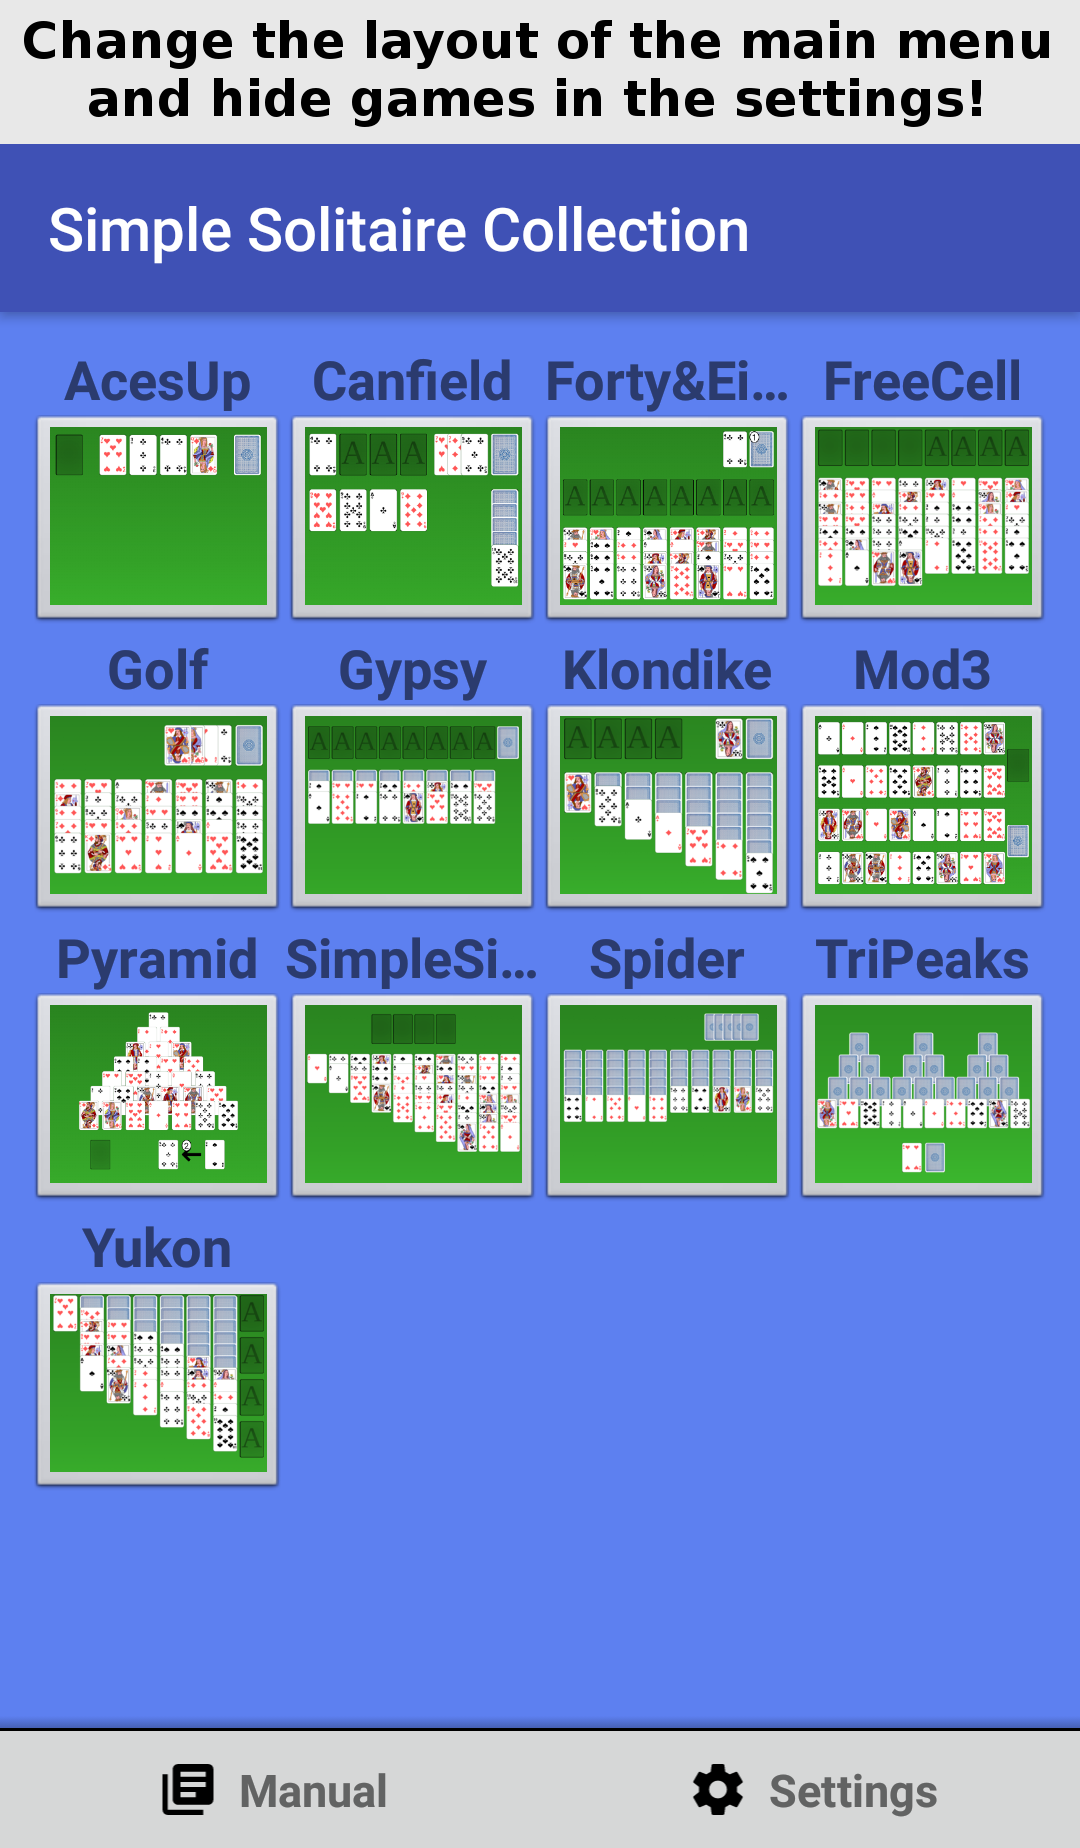 Change the layout of the main menu
and hide games in the settings!
Simple Solitaire Collection
AcesUp Canfield Forty&Ei... FreeCell
Golf Gypsy Klondike Mod3
Pyramid SimpleSi... Spider TriPeaks
Yukon
Manual Settings